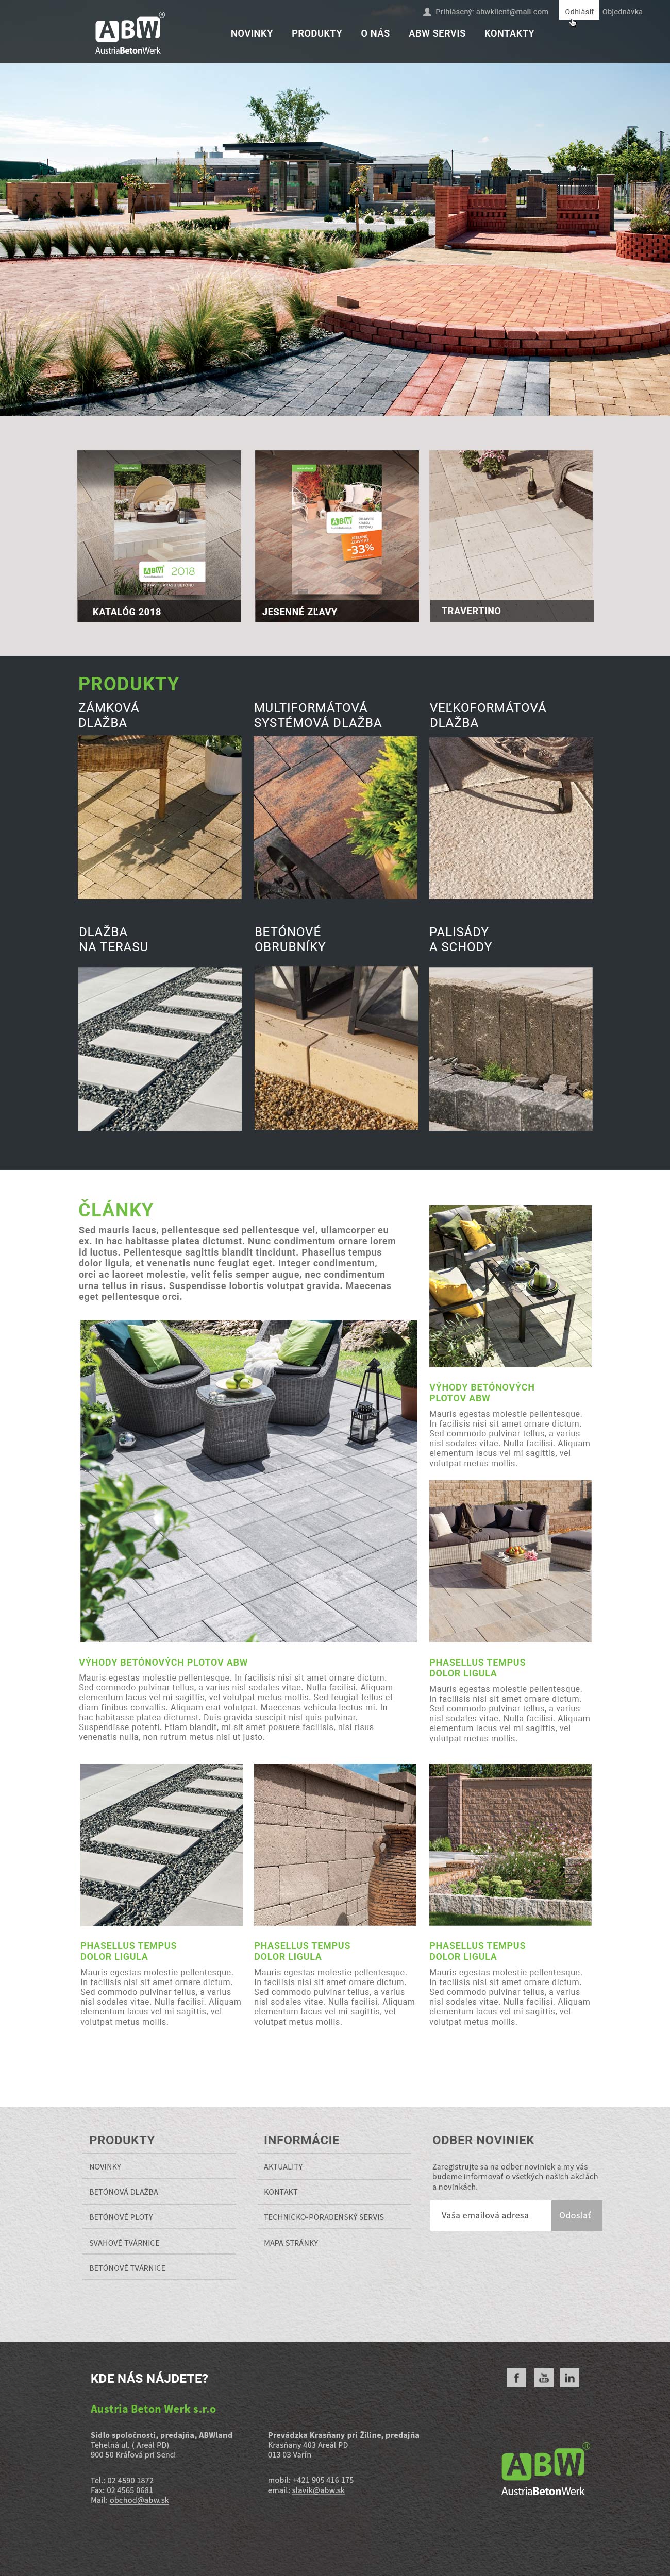 Prihlásený: abwklient@mail.com
Odhlásiť
Objednávka
ABW®
AustriaBetonWerk
NOVINKY
PRODUKTY
O NÁS
ABW SERVIS
KONTAKTY
ABW 2018
KATALÓG 2018
ABW
-33%
JESENNÉ ZĽAVY
TRAVERTINO
PRODUKTY
ZÁMKOVÁ
DLAŽBA
MULTIFORMÁTOVÁ
SYSTÉMOVÁ DLAŽBA
VEĽKOFORMÁTOVÁ
DLAŽBA
DLAŽBA
NA TERASU
BETÓNOVÉ
OBRUBNÍKY
PALISÁDY
A SCHODY
ČLÁNKY
Sed mauris lacus, pellentesque sed pellentesque vel, ullamcorper eu
ex. In hac habitasse platea dictumst. Nunc condimentum ornare lorem
id luctus. Pellentesque sagittis blandit tincidunt. Phasellus tempus
dolor ligula, et venenatis nunc feugiat eget. Integer condimentum,
orci ac laoreet molestie, velit felis semper augue, nec condimentum
urna tellus in risus. Suspendisse lobortis volutpat gravida. Maecenas
eget pellentesque orci.
VÝHODY BETÓNOVÝCH
PLOTOV ABW
Mauris egestas molestie pellentesque.
In facilisis nisi sit amet ornare dictum.
Sed commodo pulvinar tellus, a varius
nisl sodales vitae. Nulla facilisi. Aliquam
elementum lacus vel mi sagittis, vel
volutpat metus mollis.
VÝHODY BETÓNOVÝCH PLOTOV ABW
Mauris egestas molestie pellentesque. In facilisis nisi sit amet ornare dictum.
Sed commodo pulvinar tellus, a varius nisl sodales vitae. Nulla facilisi. Aliquam
elementum lacus vel mi sagittis, vel volutpat metus mollis. Sed feugiat tellus et
diam finibus convallis. Aliquam erat volutpat. Maecenas vehicula lectus mi. In
hac habitasse platea dictumst. Duis gravida suscipit nisl quis pulvinar.
Suspendisse potenti. Etiam blandit, mi sit amet posuere facilisis, nisi risus
venenatis nulla, non rutrum metus nisi ut justo.
PHASELLUS TEMPUS
DOLOR LIGULA
Mauris egestas molestie pellentesque.
In facilisis nisi sit amet ornare dictum.
Sed commodo pulvinar tellus, a varius
nisl sodales vitae. Nulla facilisi. Aliquam
elementum lacus vel mi sagittis, vel
volutpat metus mollis.
PHASELLUS TEMPUS
DOLOR LIGULA
Mauris egestas molestie pellentesque.
In facilisis nisi sit amet ornare dictum.
Sed commodo pulvinar tellus, a varius
nisl sodales vitae. Nulla facilisi. Aliquam
elementum lacus vel mi sagittis, vel
volutpat metus mollis.
PHASELLUS TEMPUS
DOLOR LIGULA
Mauris egestas molestie pellentesque.
In facilisis nisi sit amet ornare dictum.
Sed commodo pulvinar tellus, a varius
nisl sodales vitae. Nulla facilisi. Aliquam
elementum lacus vel mi sagittis, vel
volutpat metus mollis.
PHASELLUS TEMPUS
DOLOR LIGULA
Mauris egestas molestie pellentesque.
In facilisis nisi sit amet ornare dictum.
Sed commodo pulvinar tellus, a varius
nisl sodales vitae. Nulla facilisi. Aliquam
elementum lacus vel mi sagittis, vel
volutpat metus mollis.
PRODUKTY
NOVINKY
BETÓNOVÁ DLAŽBA
BETÓNOVÉ PLOTY
SVAHOVÉ TVÁRNICE
BETÓNOVÉ TVÁRNICE
INFORMÁCIE
AKTUALITY
KONTAKT
TECHNICKO-PORADENSKÝ SERVIS
MAPA STRÁNKY
ODBER NOVINIEK
Zaregistrujte sa na odber noviniek a my vás
budeme informovať o všetkých našich akciách
a novinkách.
Vaša emailová adresa
Odoslať
KDE NÁS NÁJDETE?
Austria Beton Werk s.r.o
Sídlo spoločnosti, predajňa, ABWland
Tehelná ul. ( Areál PD)
900 50 Kráľová pri Senci
Tel.: 02 4590 1872
Fax: 02 4565 0681
Mail: obchod@abw.sk
Prevádzka Krasňany pri Žiline, predajňa
Krasňany 403 Areál PD
013 03 Varín
mobil: +421 905 416 175
email: slavik@abw.sk
f
You Tube
in
ABW®
AustriaBetonWerk